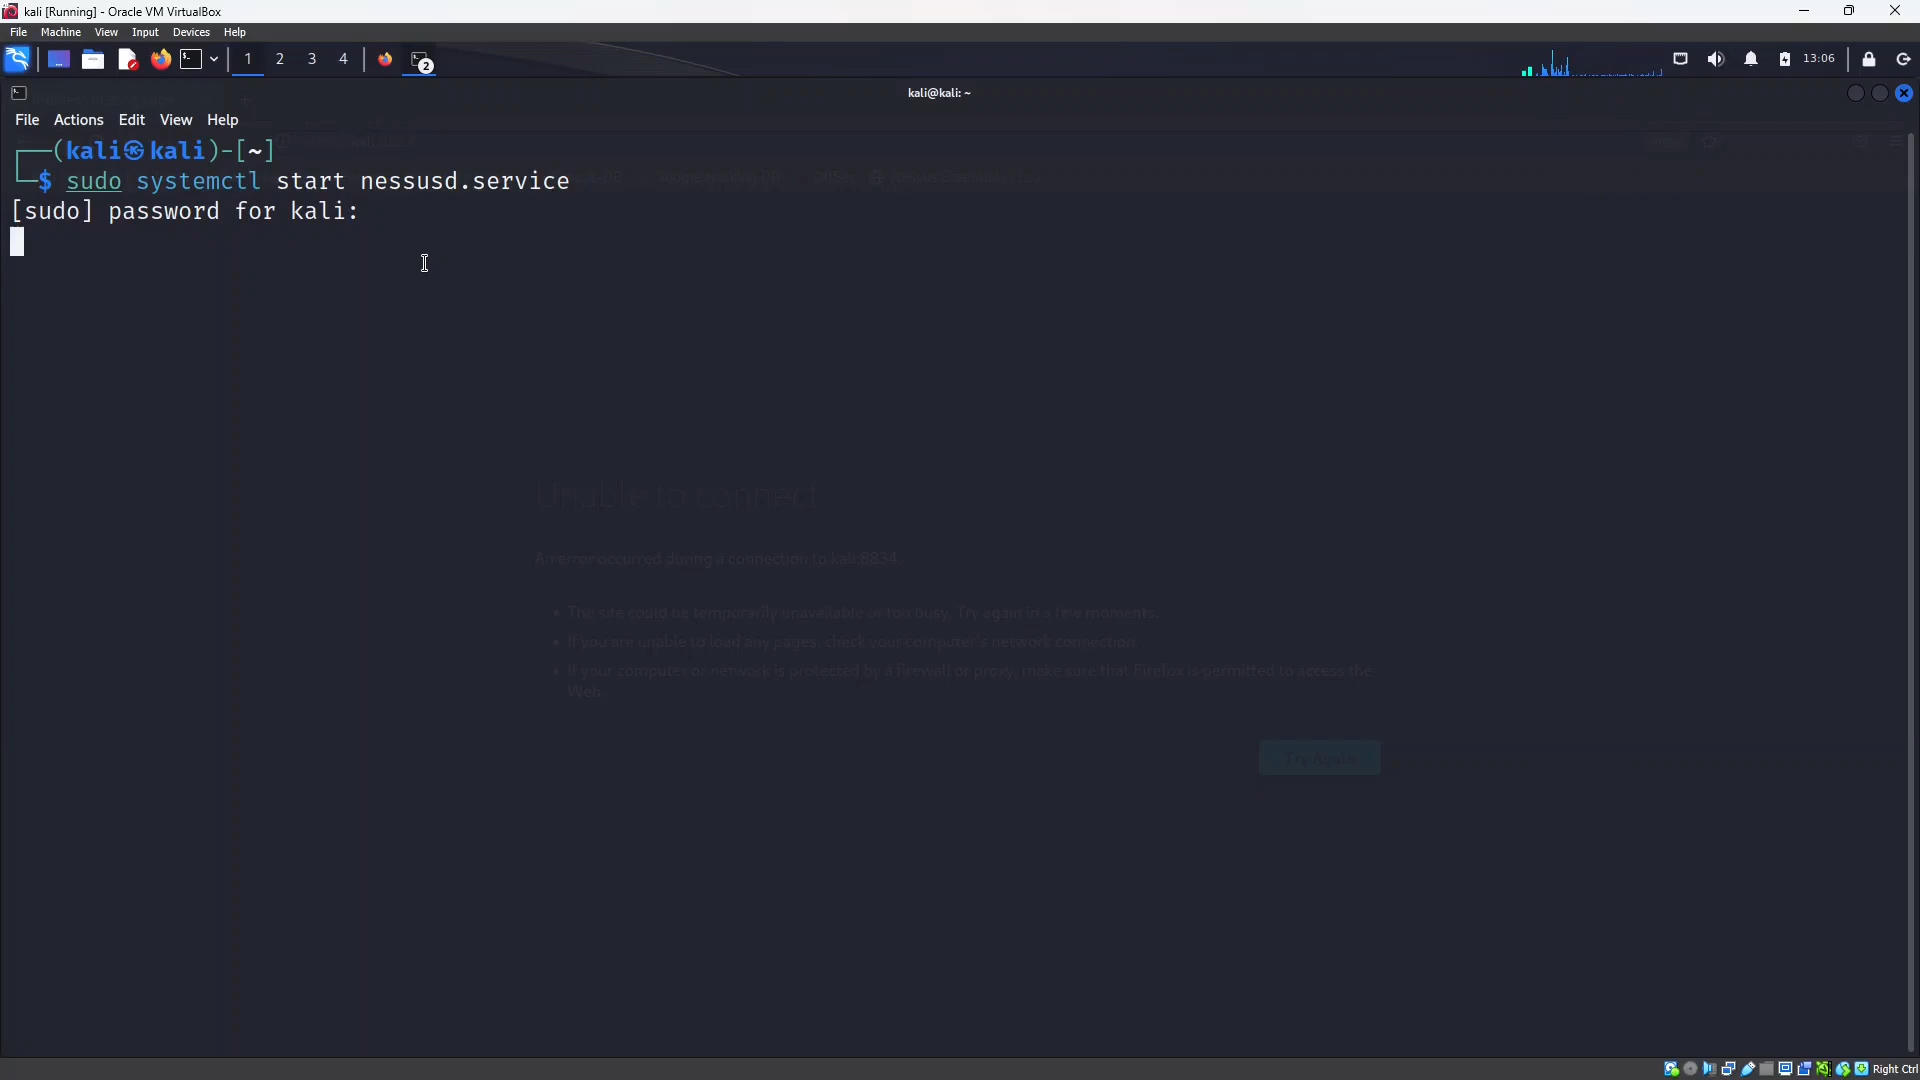 kali [Running] - Oracle VM VirtualBox
File Machine View Input Devices Help
1 2 3 4 2 13:06
kali@kali: ~
File Actions Edit View Help
(kali㉿kali)-[~]
$ sudo systemctl start nessusd.service
[sudo] password for kali:
Unable to connect
An error occurred during a connection to kali:8834.
• The site could be temporarily unavailable or too busy. Try again in a few moments.
• If you are unable to load any pages, check your computer's network connection.
• If your computer or network is protected by a firewall or proxy, make sure that Firefox is permitted to access the
Web.
Try Again
Right Ctrl